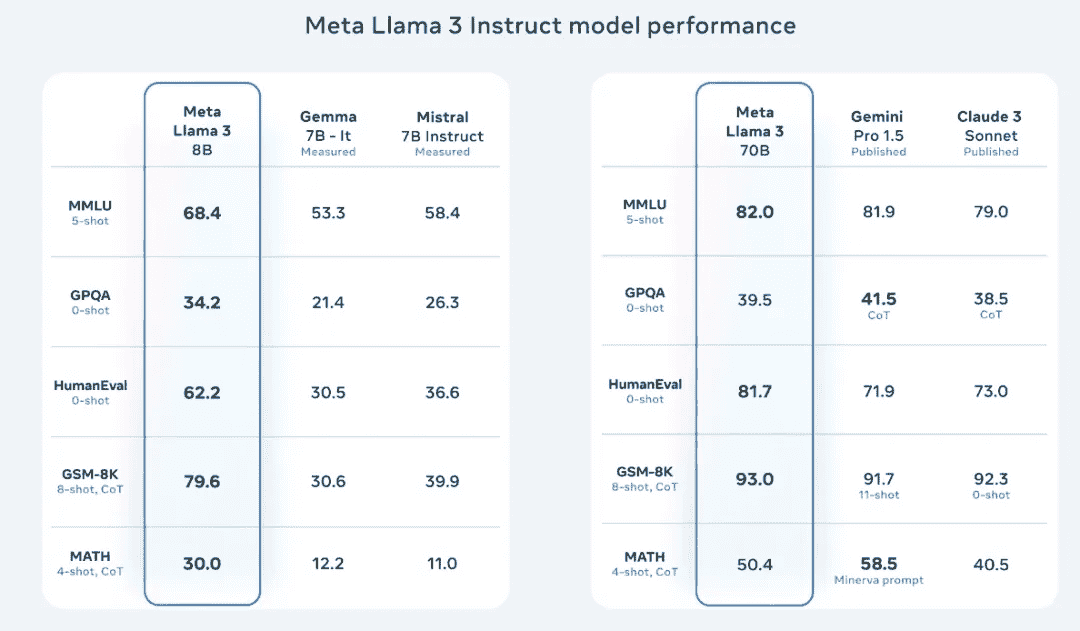 Meta Llama 3 Instruct model performance
Meta
Llama 3
8B
Gemma
7B - It
Measured
Mistral
7B Instruct
Measured
MMLU
5-shot
68.4
53.3
58.4
GPQA
0-shot
34.2
21.4
26.3
HumanEval
0-shot
62.2
30.5
36.6
GSM-8K
8-shot, CoT
79.6
30.6
39.9
MATH
4-shot, CoT
30.0
12.2
11.0
Meta
Llama 3
70B
Gemini
Pro 1.5
Published
Claude 3
Sonnet
Published
MMLU
5-shot
82.0
81.9
79.0
GPQA
0-shot
39.5
41.5
CoT
38.5
CoT
HumanEval
0-shot
81.7
71.9
73.0
GSM-8K
8-shot, CoT
93.0
91.7
11-shot
92.3
0-shot
MATH
4-shot, CoT
50.4
58.5
Minerva prompt
40.5